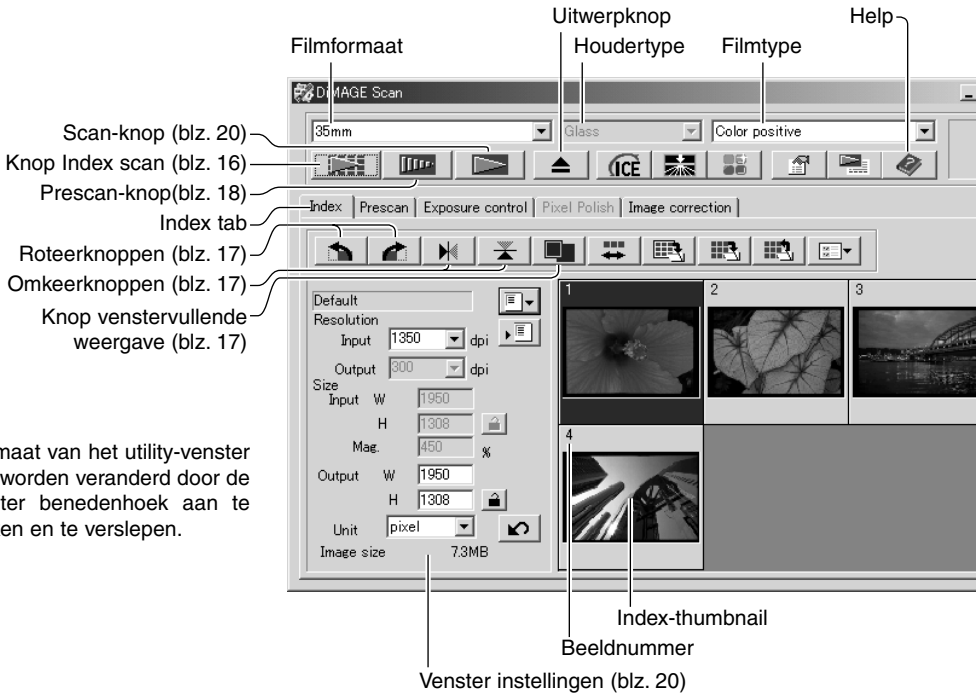 Uitwerpknop
Help
Filmformaat
Houdertype
Filmtype
DiMAGE Scan
35mm
Glass
Color positive
Scan-knop (blz. 20)
Knop Index scan (blz. 16)
ICE
Prescan-knop(blz. 18)
Index tab
Index Prescan Exposure control Pixel Polish Image correction
Roteerknoppen (blz. 17)
Omkeerknoppen (blz. 17)
Knop venstervullende
weergave (blz. 17)
Default
Resolution
Input 1350 dpi
Output 300 dpi
Size
Input W 1950
H 1308
Mag. 450 %
Output W 1950
H 1308
Unit pixel
Image size 7.3MB
1
2
3
4
maat van het utility-venster
worden veranderd door de
ter benedenhoek aan te
en en te verslepen.
Index-thumbnail
Beeldnummer
Venster instellingen (blz. 20)